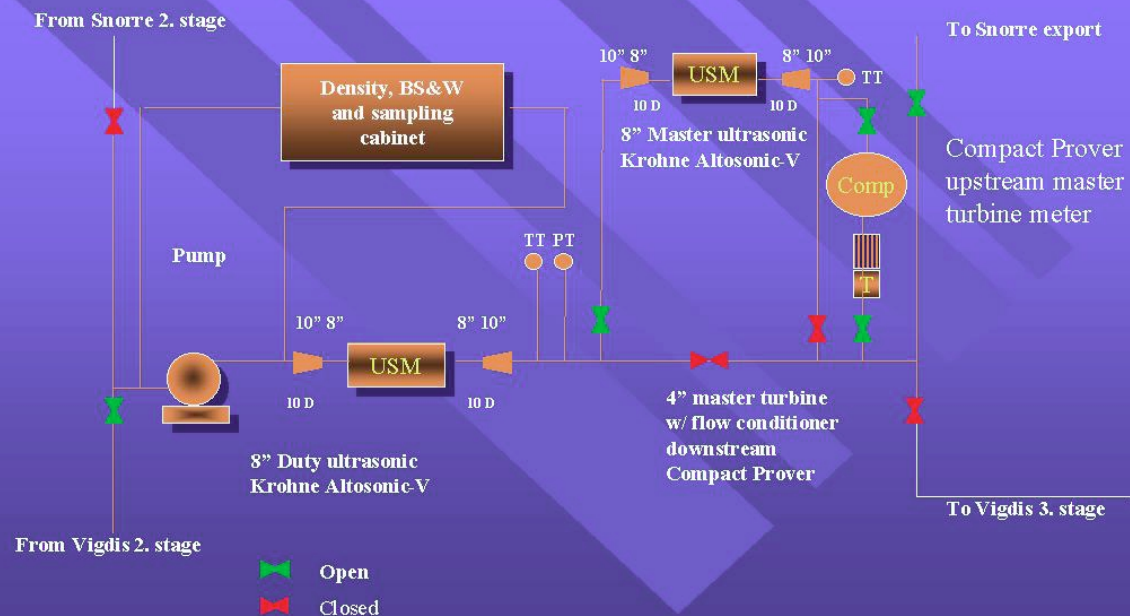 From Snorre 2. stage
To Snorre export
10” 8”
8” 10”
USM
TT
10 D
10 D
Density, BS&W
and sampling
cabinet
8” Master ultrasonic
Krohne Altosonic-V
Compact Prover
upstream master
turbine meter
Comp
Pump
TT PT
T
10” 8”
8” 10”
USM
10 D
10 D
4” master turbine
w/ flow conditioner
downstream
Compact Prover
8” Duty ultrasonic
Krohne Altosonic-V
To Vigdis 3. stage
From Vigdis 2. stage
Open
Closed